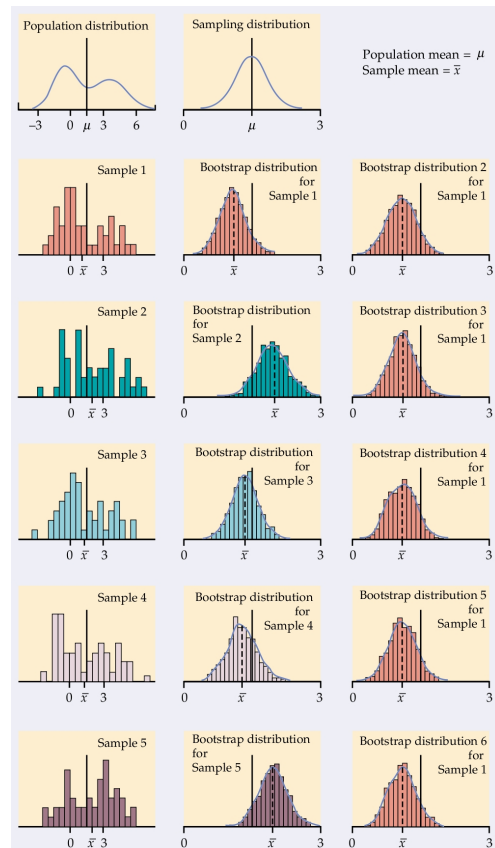 Population distribution
Sampling distribution
Population mean = μ
Sample mean = x̅
−3 0 μ 3 6
0 μ 3
Sample 1
Bootstrap distribution
for
Sample 1
Bootstrap distribution 2
for
Sample 1
0 x̅ 3
0 x̅ 3
0 x̅ 3
Sample 2
Bootstrap distribution
for
Sample 2
Bootstrap distribution 3
for
Sample 1
0 x̅ 3
0 x̅ 3
0 x̅ 3
Sample 3
Bootstrap distribution
for
Sample 3
Bootstrap distribution 4
for
Sample 1
0 x̅ 3
0 x̅ 3
0 x̅ 3
Sample 4
Bootstrap distribution
for
Sample 4
Bootstrap distribution 5
for
Sample 1
0 x̅ 3
0 x̅ 3
0 x̅ 3
Sample 5
Bootstrap distribution
for
Sample 5
Bootstrap distribution 6
for
Sample 1
0 x̅ 3
0 x̅ 3
0 x̅ 3